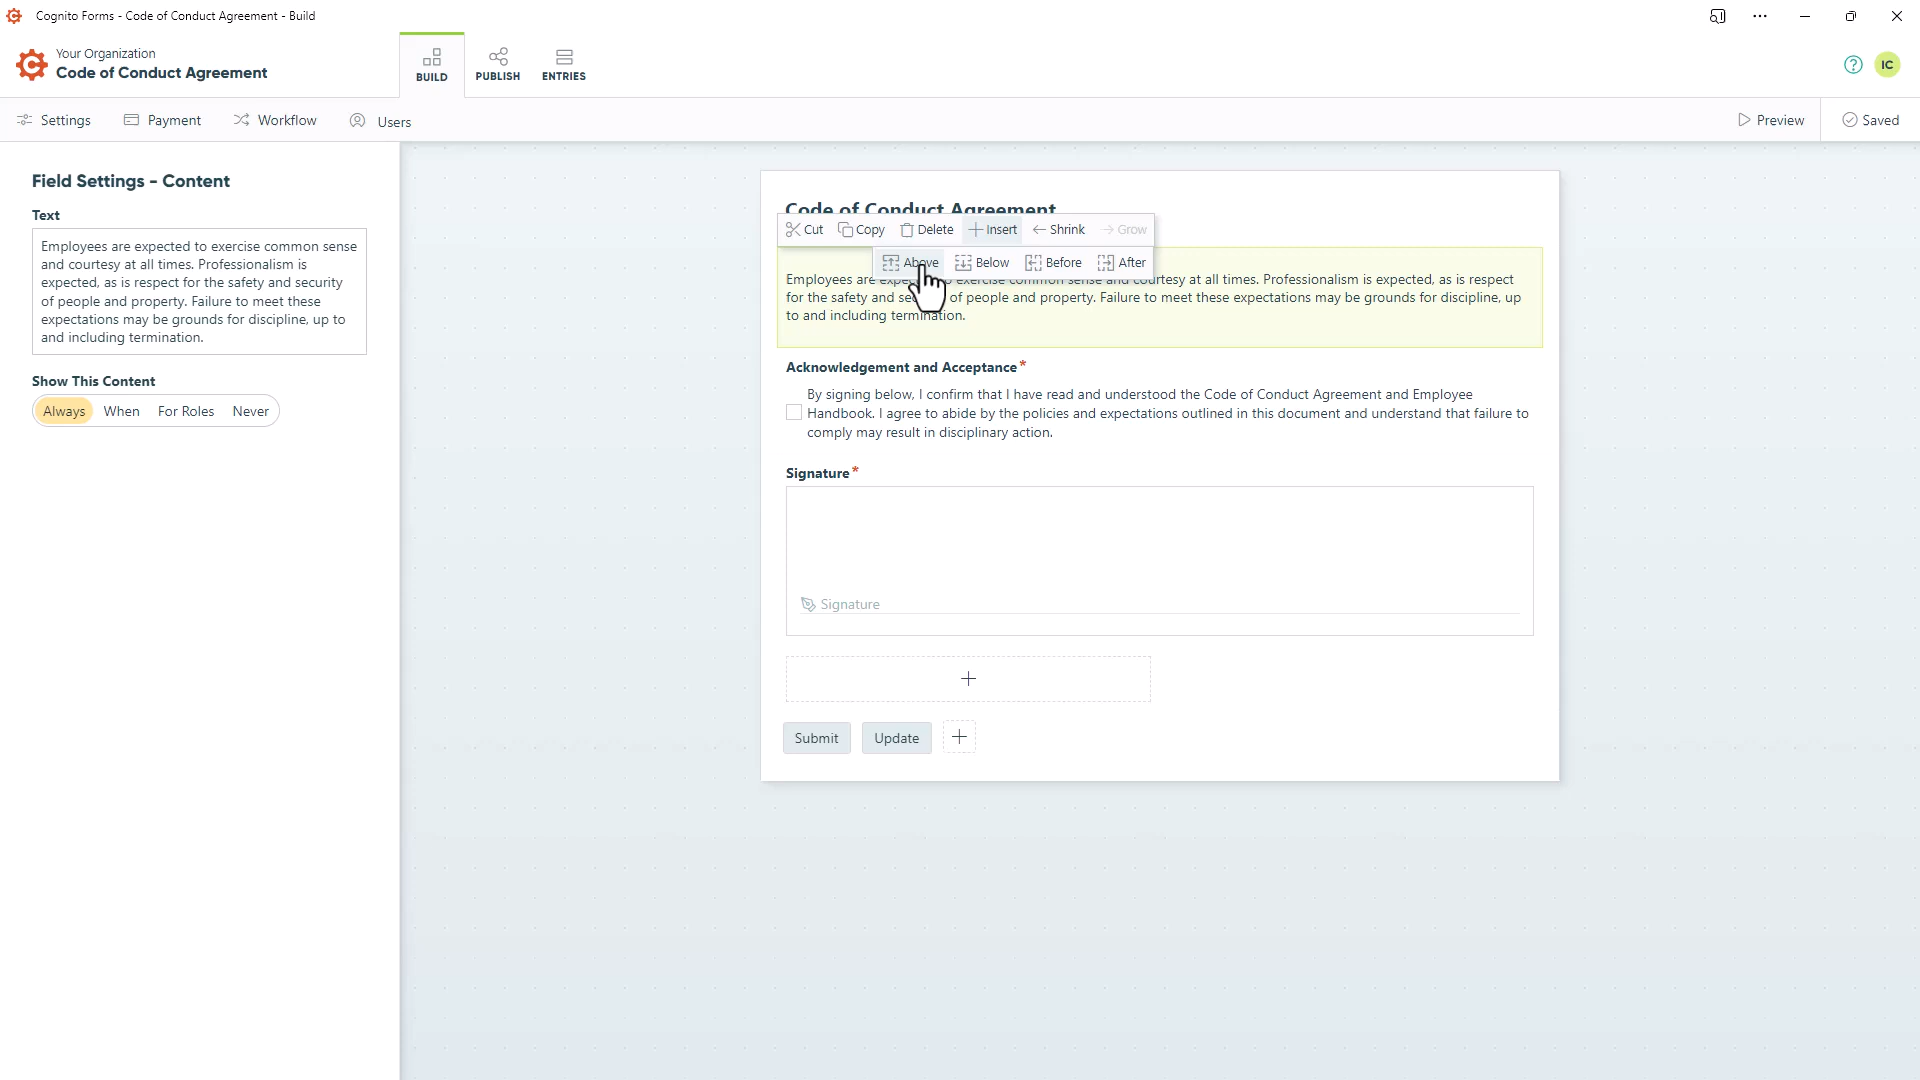 Cognito Forms - Code of Conduct Agreement - Build
Your Organization
Code of Conduct Agreement
BUILD
PUBLISH
ENTRIES
IC
Settings
Payment
Workflow
Users
Preview
Saved
Field Settings - Content
Text
Employees are expected to exercise common sense
and courtesy at all times. Professionalism is
expected, as is respect for the safety and security
of people and property. Failure to meet these
expectations may be grounds for discipline, up to
and including termination.
Show This Content
Always When For Roles Never
Code of Conduct Agreement
Cut Copy Delete Insert Shrink Grow
Above Below Before After
Employees are expected to exercise common sense and courtesy at all times. Professionalism is expected, as is respect
for the safety and sec of people and property. Failure to meet these expectations may be grounds for discipline, up
to and including termination.
Acknowledgement and Acceptance*
By signing below, I confirm that I have read and understood the Code of Conduct Agreement and Employee
Handbook. I agree to abide by the policies and expectations outlined in this document and understand that failure to
comply may result in disciplinary action.
Signature*
Signature
Submit
Update